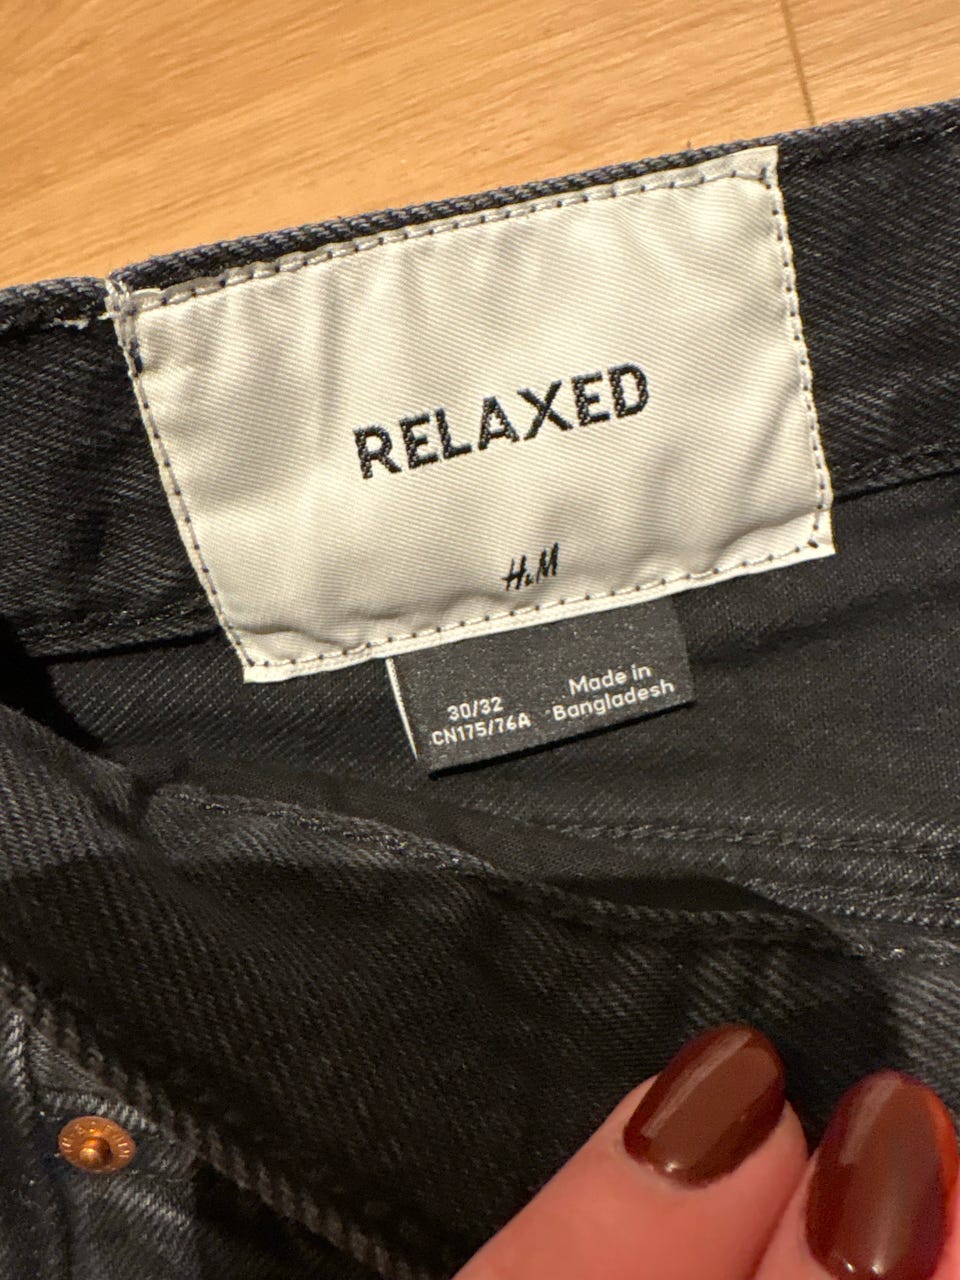 RELAXED
H&M
30/32
CN175/76A
Made in
Bangladesh